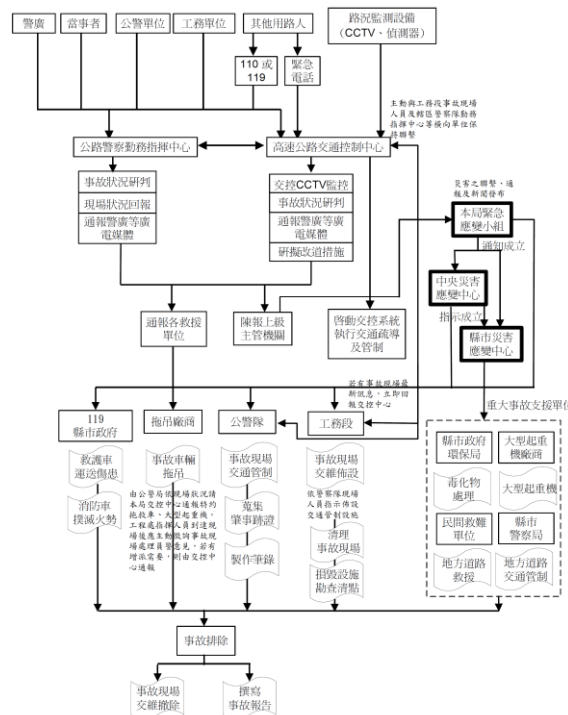 警廣
當事者
公警單位
工務單位
其他用路人
路況監測設備
(CCTV、偵測器)
110 或
119
緊急
電話
主動與工務段事故現場
人員及轄區警察隊勤務
指揮中心等橫向單位保
持聯繫
公路警察勤務指揮中心
高速公路交通控制中心
事故狀況研判
現場狀況回報
通報警廣等廣
電媒體
交控CCTV監控
事故狀況研判
通報警廣等廣
電媒體
研擬改道措施
災害之聯繫、通
報及新聞發布
本局緊急
應變小組
通知成立
中央災害
應變中心
指示成立
縣市災害
應變中心
通報各救援
單位
陳報上級
主管機關
啓動交控系統
執行交通疏導
及管制
若有事故現場最
新訊息,立即回
報交控中心
重大事故支援單位
119
縣市政府
拖吊廠商
公警隊
工務段
救護車
運送傷患
消防車
撲滅火勢
事故車輛
拖吊
由公警局依現場狀況請
本局交控中心通報特約
拖救車、大型起重機,
工程處指揮人員到達現
場後應主動徵詢事故現
場處理員警意見,若有
增派需要,則由交控中
心通報
事故現場
交通管制
蒐集
肇事跡證
製作筆錄
事故現場
交維佈設
依警察隊現場
人員指示佈設
交通管制設施
清理
事故現場
損毀設施
勘查清點
縣市政府
環保局
大型起重
機廠商
毒化物
處理
大型起重機
民間救難
單位
縣市
警察局
地方道路
救援
地方道路
交通管制
事故排除
事故現場
交維撤除
撰寫
事故報告